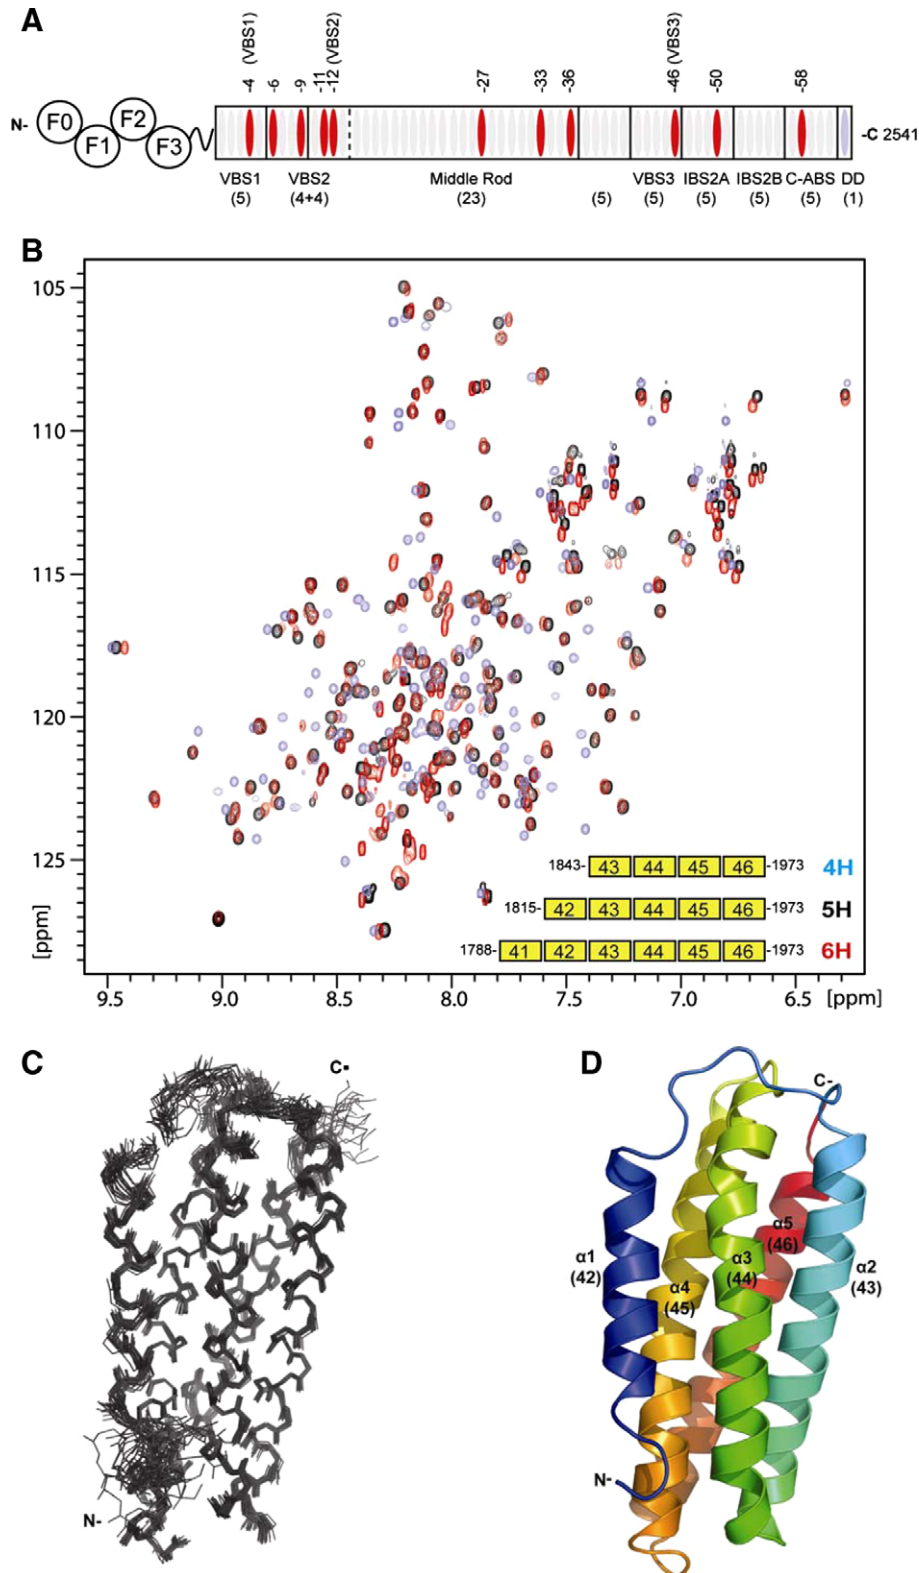 A
-4 (VBS1)
-6
-9
-11
-12 (VBS2)
-27
-33
-36
-46 (VBS3)
-50
-58
N- F0 F1 F2 F3 -C 2541
VBS1 VBS2 Middle Rod VBS3 IBS2A IBS2B C-ABS DD
(5) (4+4) (23) (5) (5) (5) (5) (5) (1)
B
105
110
115
120
125
[ppm]
1843- 43 44 45 46 -1973 4H
1815- 42 43 44 45 46 -1973 5H
1788- 41 42 43 44 45 46 -1973 6H
9.5 9.0 8.5 8.0 7.5 7.0 6.5 [ppm]
C
C-
N-
D
C-
α1
(42)
α4
(45)
α3
(44)
α5
(46)
α2
(43)
N-